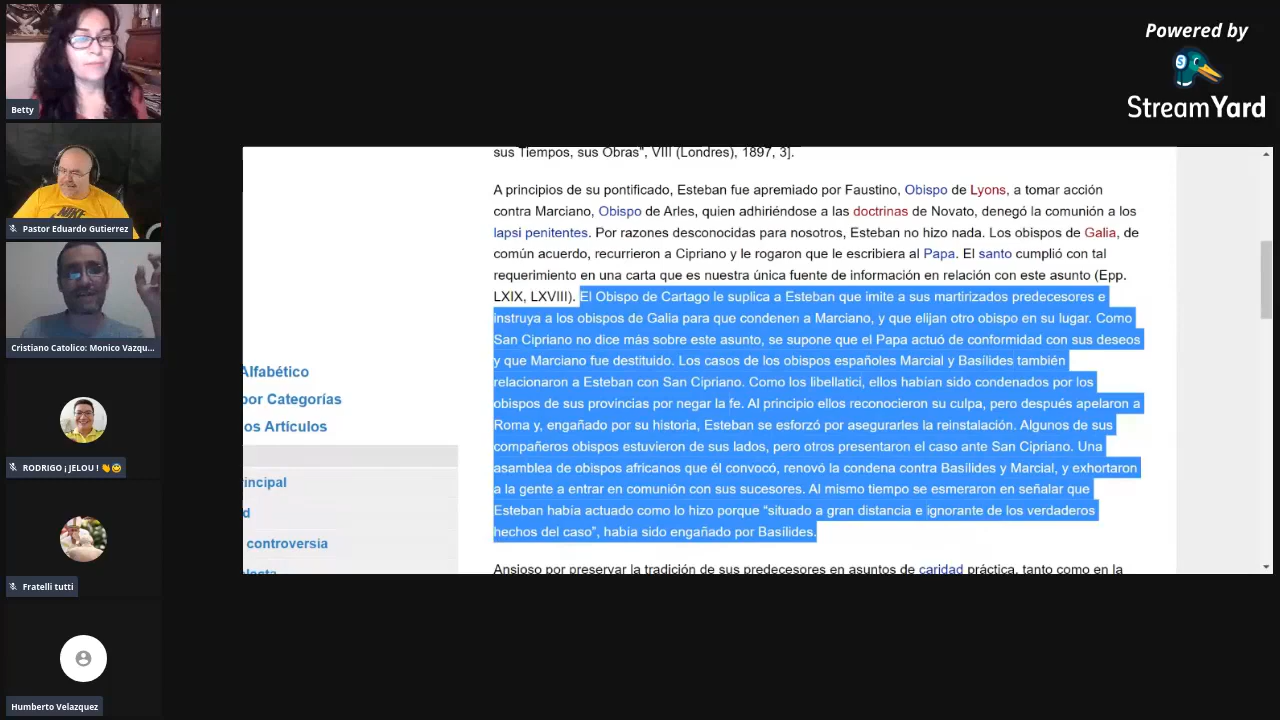 Powered by
StreamYard
Betty
Pastor Eduardo Gutierrez
Cristiano Catolico: Monico Vazqu...
RODRIGO ¡ JELOU ! 👋😍
Fratelli tutti
Humberto Velazquez
Alfabético
por Categorías
os Artículos
incipal
d
controversia
sus Tiempos, sus Obras", VIII (Londres), 1897, 3].
A principios de su pontificado, Esteban fue apremiado por Faustino, Obispo de Lyons, a tomar acción
contra Marciano, Obispo de Arles, quien adhiriéndose a las doctrinas de Novato, denegó la comunión a los
lapsi penitentes. Por razones desconocidas para nosotros, Esteban no hizo nada. Los obispos de Galia, de
común acuerdo, recurrieron a Cipriano y le rogaron que le escribiera al Papa. El santo cumplió con tal
requerimiento en una carta que es nuestra única fuente de información en relación con este asunto (Epp.
LXIX, LXVIII). El Obispo de Cartago le suplica a Esteban que imite a sus martirizados predecesores e
instruya a los obispos de Galia para que condenen a Marciano, y que elijan otro obispo en su lugar. Como
San Cipriano no dice más sobre este asunto, se supone que el Papa actuó de conformidad con sus deseos
y que Marciano fue destituido. Los casos de los obispos españoles Marcial y Basílides también
relacionaron a Esteban con San Cipriano. Como los libellatici, ellos habían sido condenados por los
obispos de sus provincias por negar la fe. Al principio ellos reconocieron su culpa, pero después apelaron a
Roma y, engañado por su historia, Esteban se esforzó por asegurarles la reinstalación. Algunos de sus
compañeros obispos estuvieron de sus lados, pero otros presentaron el caso ante San Cipriano. Una
asamblea de obispos africanos que él convocó, renovó la condena contra Basílides y Marcial, y exhortaron
a la gente a entrar en comunión con sus sucesores. Al mismo tiempo se esmeraron en señalar que
Esteban había actuado como lo hizo porque “situado a gran distancia e ignorante de los verdaderos
hechos del caso”, había sido engañado por Basílides.
Ansioso por preservar la tradición de sus predecesores en asuntos de caridad práctica, tanto como en la